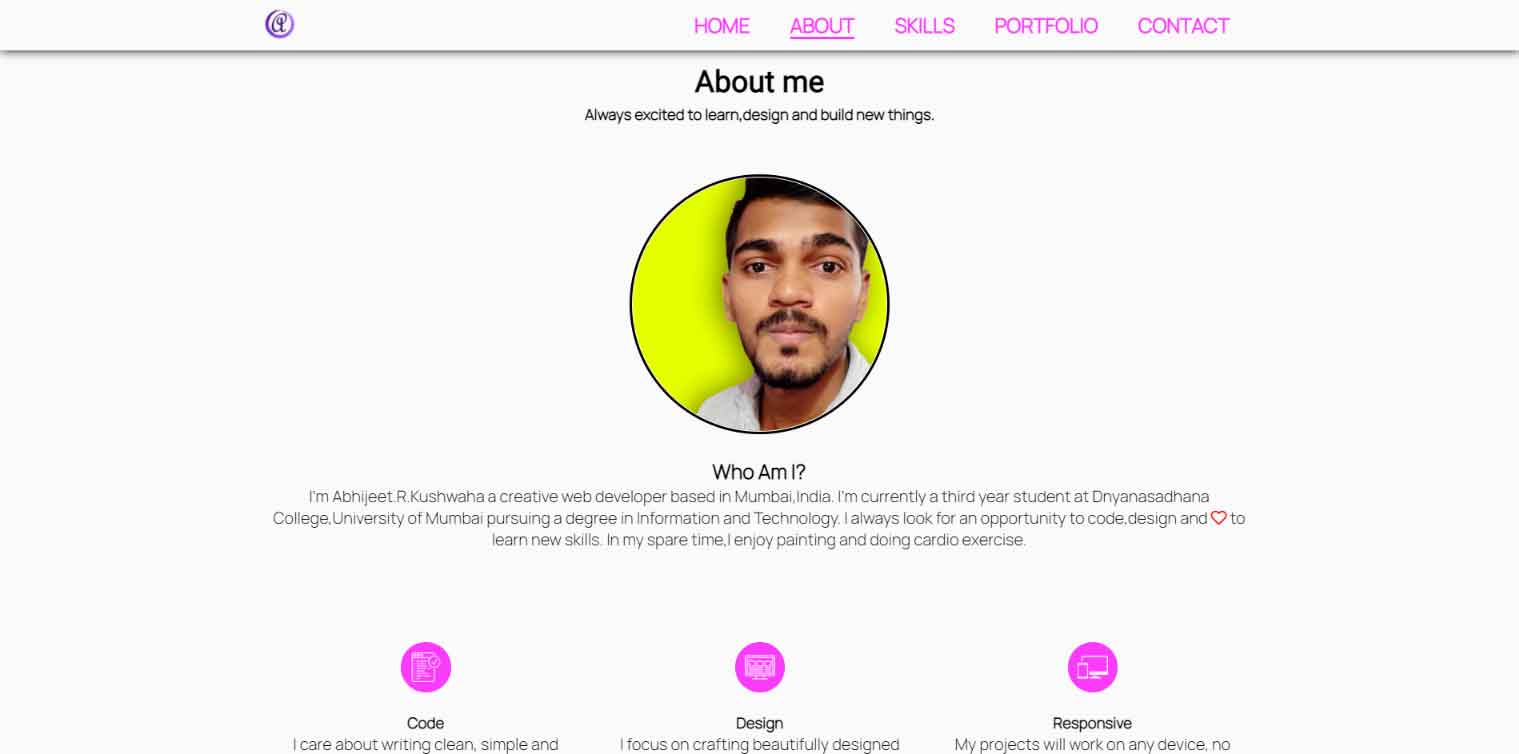 HOME ABOUT SKILLS PORTFOLIO CONTACT
About me
Always excited to learn,design and build new things.
Who Am I?
I'm Abhijeet.R.Kushwaha a creative web developer based in Mumbai,India. I'm currently a third year student at Dnyanasadhana
College,University of Mumbai pursuing a degree in Information and Technology. I always look for an opportunity to code,design and to
learn new skills. In my spare time,I enjoy painting and doing cardio exercise.
Code
I care about writing clean, simple and
Design
I focus on crafting beautifully designed
Responsive
My projects will work on any device, no